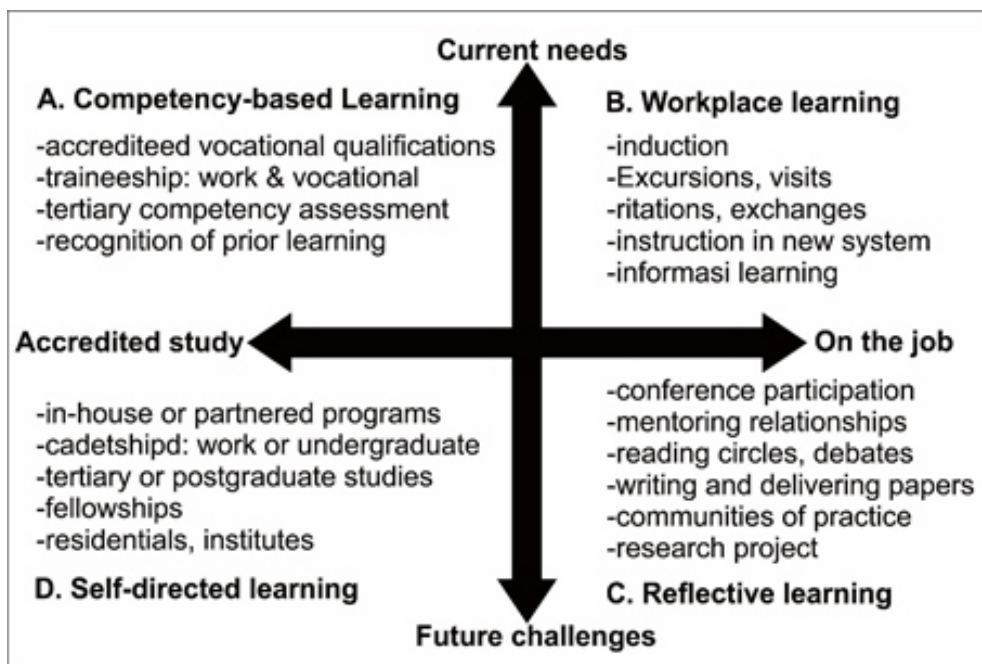 Current needs
A. Competency-based Learning
-accrediteed vocational qualifications
-traineeship: work & vocational
-tertiary competency assessment
-recognition of prior learning
B. Workplace learning
-induction
-Excursions, visits
-ritations, exchanges
-instruction in new system
-informasi learning
Accredited study
On the job
-in-house or partnered programs
-cadetshipd: work or undergraduate
-tertiary or postgraduate studies
-fellowships
-residentials, institutes
D. Self-directed learning
-conference participation
-mentoring relationships
-reading circles, debates
-writing and delivering papers
-communities of practice
-research project
C. Reflective learning
Future challenges